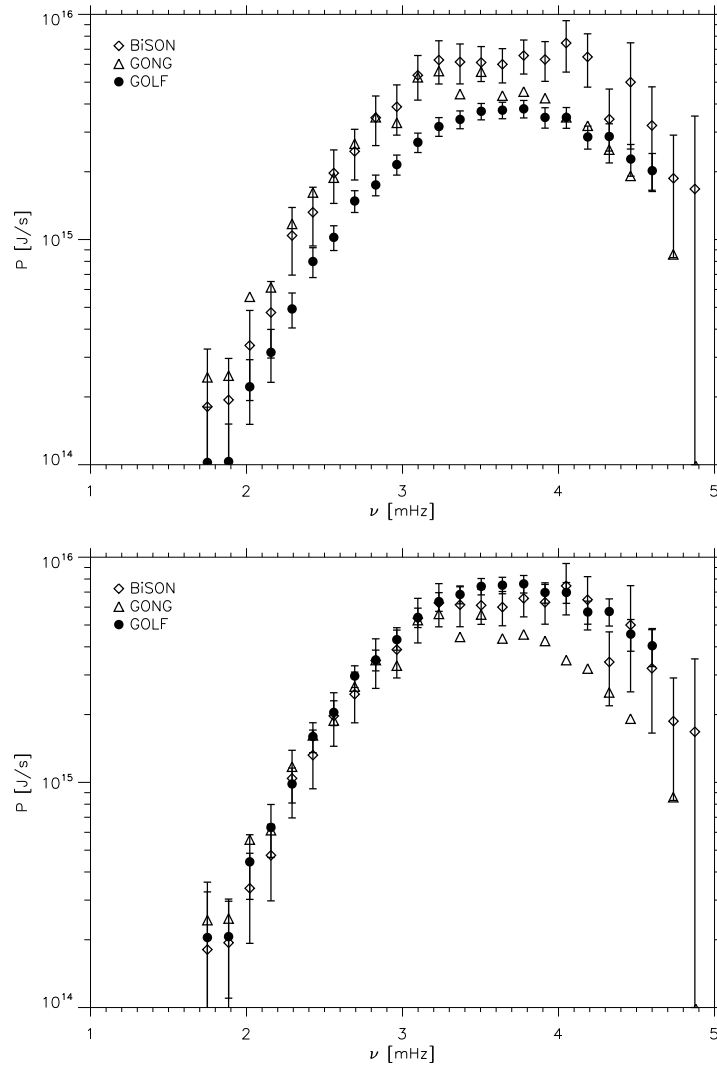 10^16
BiSON
GONG
GOLF
10^15
P [J/s]
10^14
1 2 3 4 5
ν [mHz]
10^16
BiSON
GONG
GOLF
10^15
P [J/s]
10^14
1 2 3 4 5
ν [mHz]